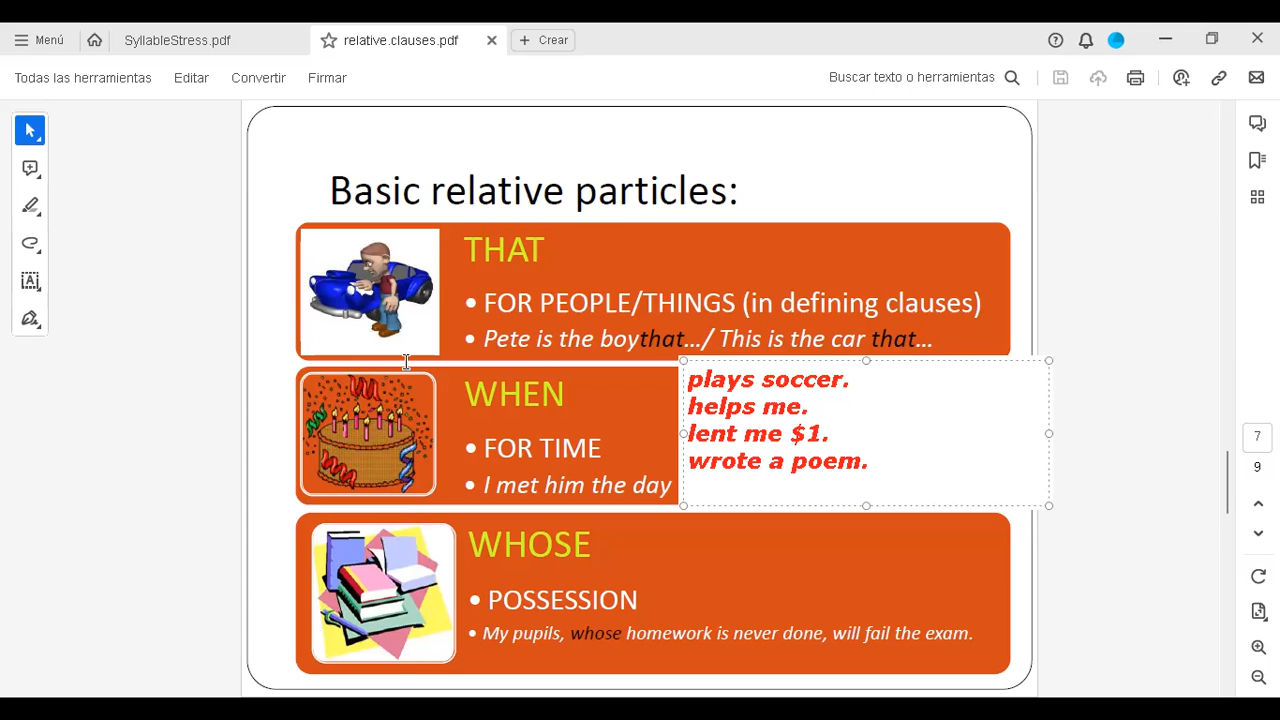 Menú
SyllableStress.pdf
relative.clauses.pdf
Crear
Todas las herramientas
Editar
Convertir
Firmar
Buscar texto o herramientas
Basic relative particles:
THAT
• FOR PEOPLE/THINGS (in defining clauses)
• Pete is the boythat.../ This is the car that...
WHEN
• FOR TIME
• I met him the day
plays soccer.
helps me.
lent me $1.
wrote a poem.
WHOSE
• POSSESSION
• My pupils, whose homework is never done, will fail the exam.
7
9